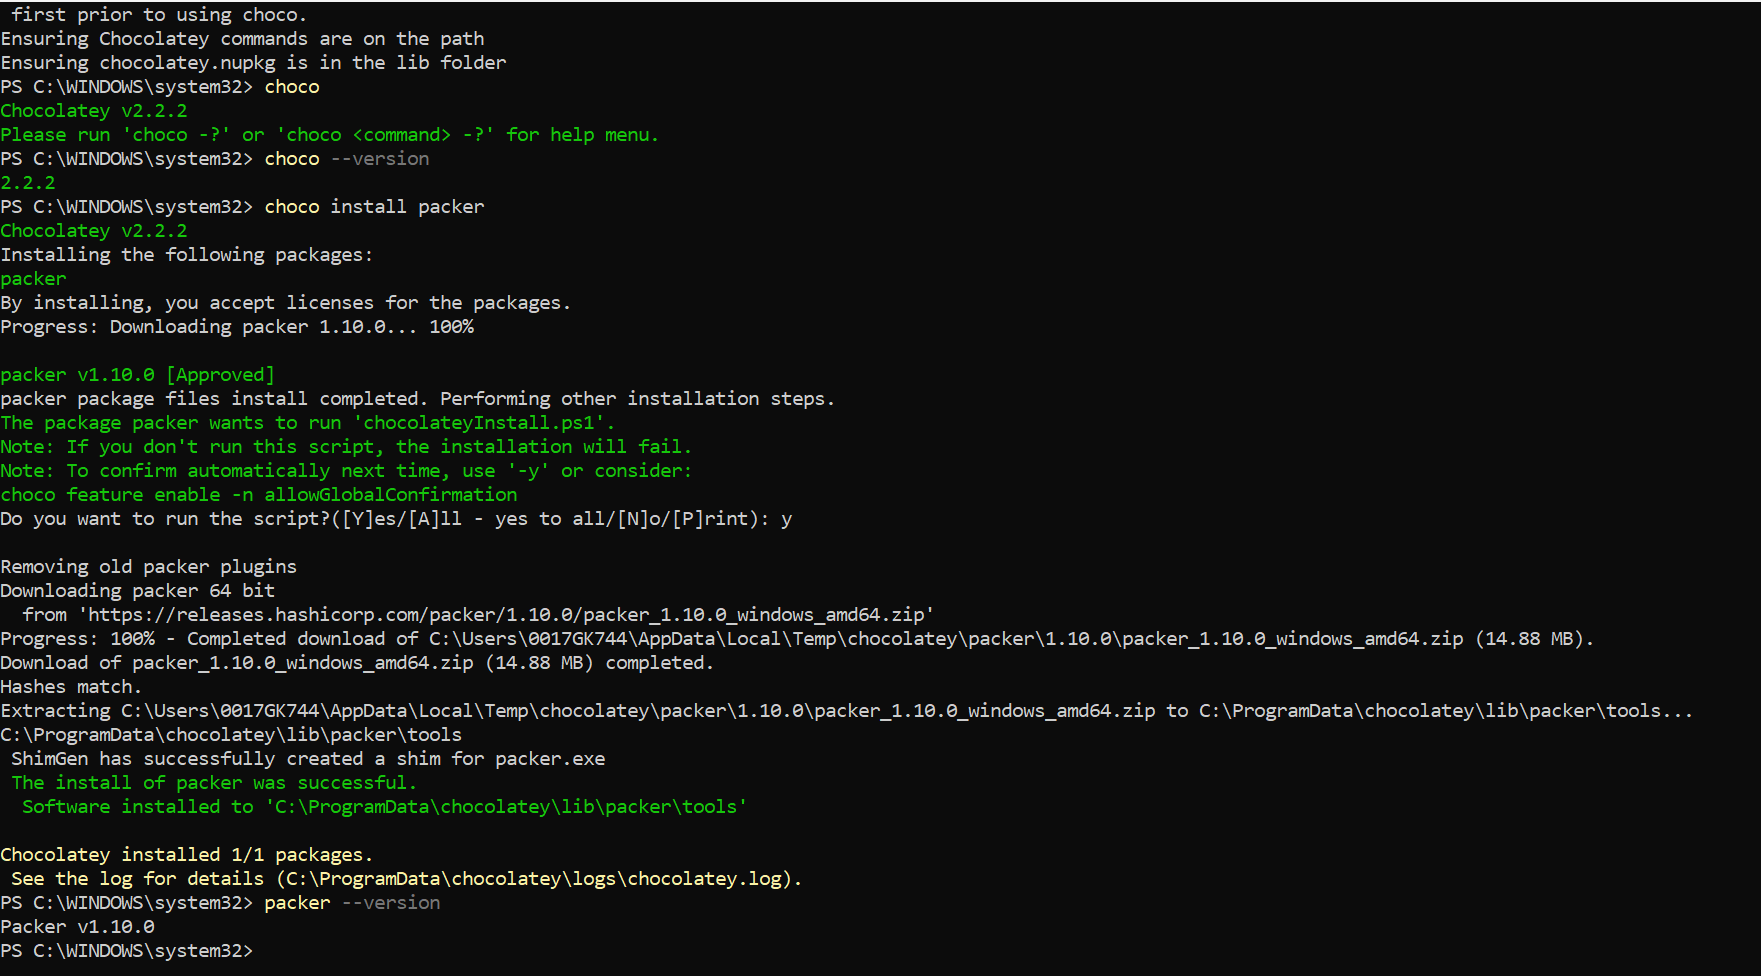 first prior to using choco.
Ensuring Chocolatey commands are on the path
Ensuring chocolatey.nupkg is in the lib folder
PS C:\WINDOWS\system32> choco
Chocolatey v2.2.2
Please run 'choco -?' or 'choco <command> -?' for help menu.
PS C:\WINDOWS\system32> choco --version
2.2.2
PS C:\WINDOWS\system32> choco install packer
Chocolatey v2.2.2
Installing the following packages:
packer
By installing, you accept licenses for the packages.
Progress: Downloading packer 1.10.0... 100%

packer v1.10.0 [Approved]
packer package files install completed. Performing other installation steps.
The package packer wants to run 'chocolateyInstall.ps1'.
Note: If you don't run this script, the installation will fail.
Note: To confirm automatically next time, use '-y' or consider:
choco feature enable -n allowGlobalConfirmation
Do you want to run the script?([Y]es/[A]ll - yes to all/[N]o/[P]rint): y

Removing old packer plugins
Downloading packer 64 bit
  from 'https://releases.hashicorp.com/packer/1.10.0/packer_1.10.0_windows_amd64.zip'
Progress: 100% - Completed download of C:\Users\0017GK744\AppData\Local\Temp\chocolatey\packer\1.10.0\packer_1.10.0_windows_amd64.zip (14.88 MB).
Download of packer_1.10.0_windows_amd64.zip (14.88 MB) completed.
Hashes match.
Extracting C:\Users\0017GK744\AppData\Local\Temp\chocolatey\packer\1.10.0\packer_1.10.0_windows_amd64.zip to C:\ProgramData\chocolatey\lib\packer\tools...
C:\ProgramData\chocolatey\lib\packer\tools
 ShimGen has successfully created a shim for packer.exe
 The install of packer was successful.
  Software installed to 'C:\ProgramData\chocolatey\lib\packer\tools'

Chocolatey installed 1/1 packages.
 See the log for details (C:\ProgramData\chocolatey\logs\chocolatey.log).
PS C:\WINDOWS\system32> packer --version
Packer v1.10.0
PS C:\WINDOWS\system32>